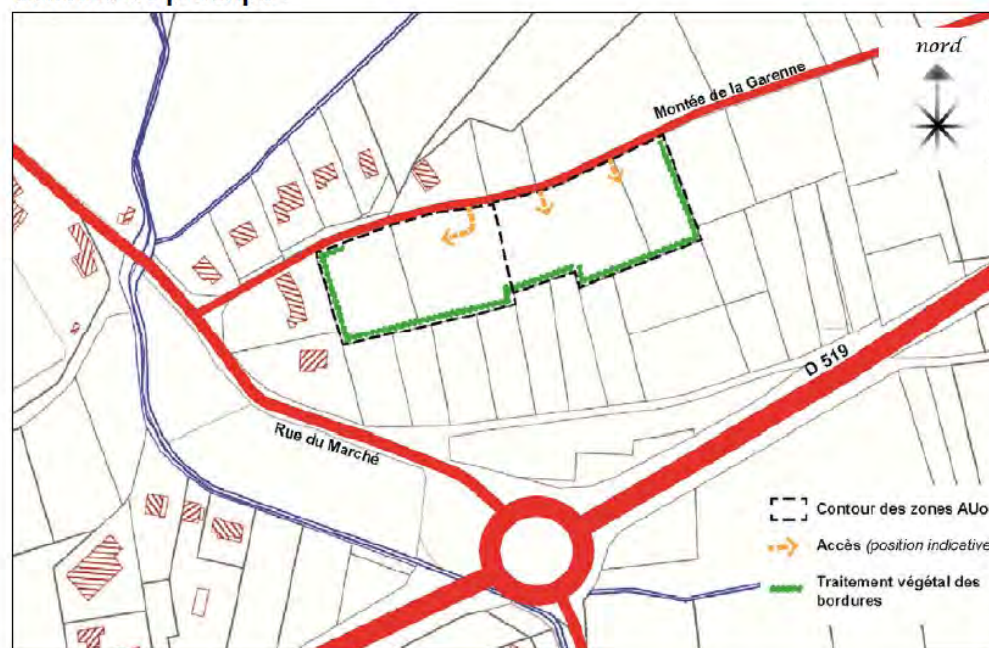 nord
Montée de la Garenne
D 519
Rue du Marché
Contour des zones AUo
Accès (position indicative
Traitement végétal des
bordures